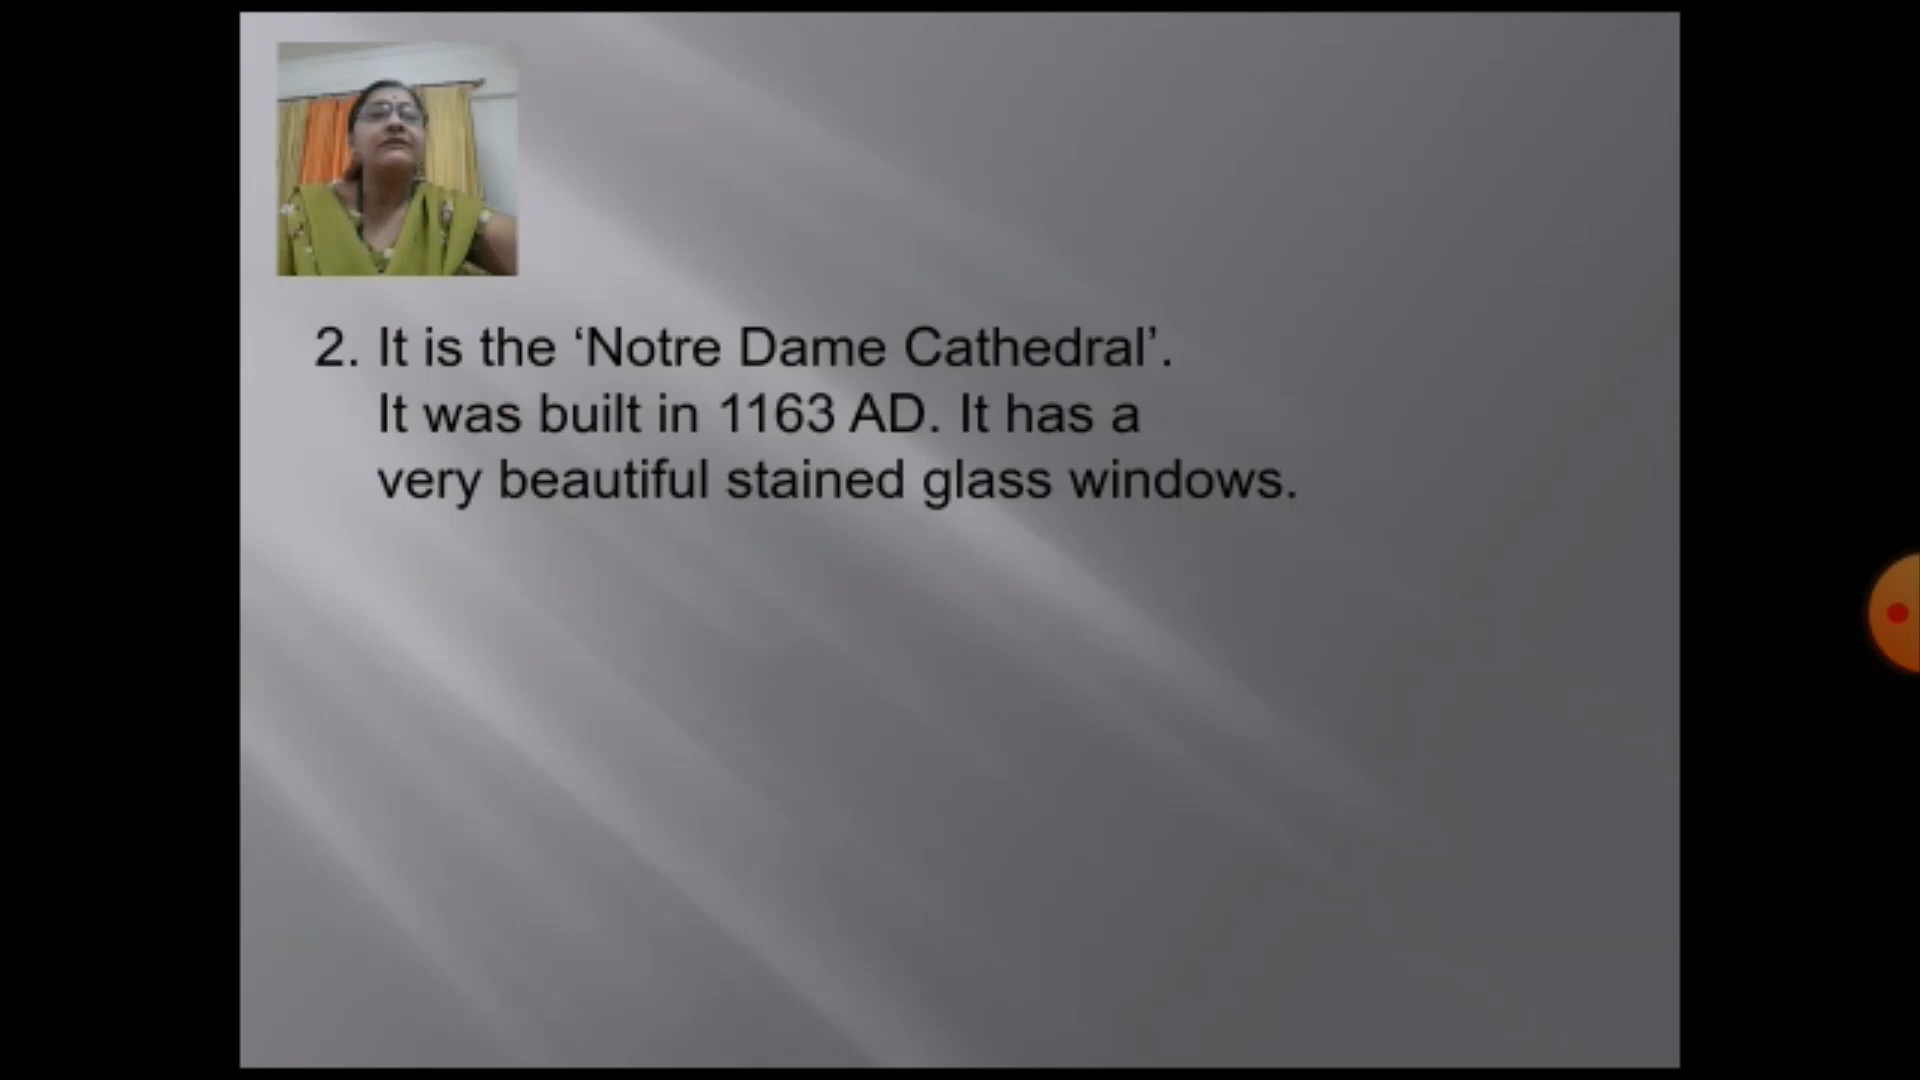 2. It is the ‘Notre Dame Cathedral’.
It was built in 1163 AD. It has a
very beautiful stained glass windows.